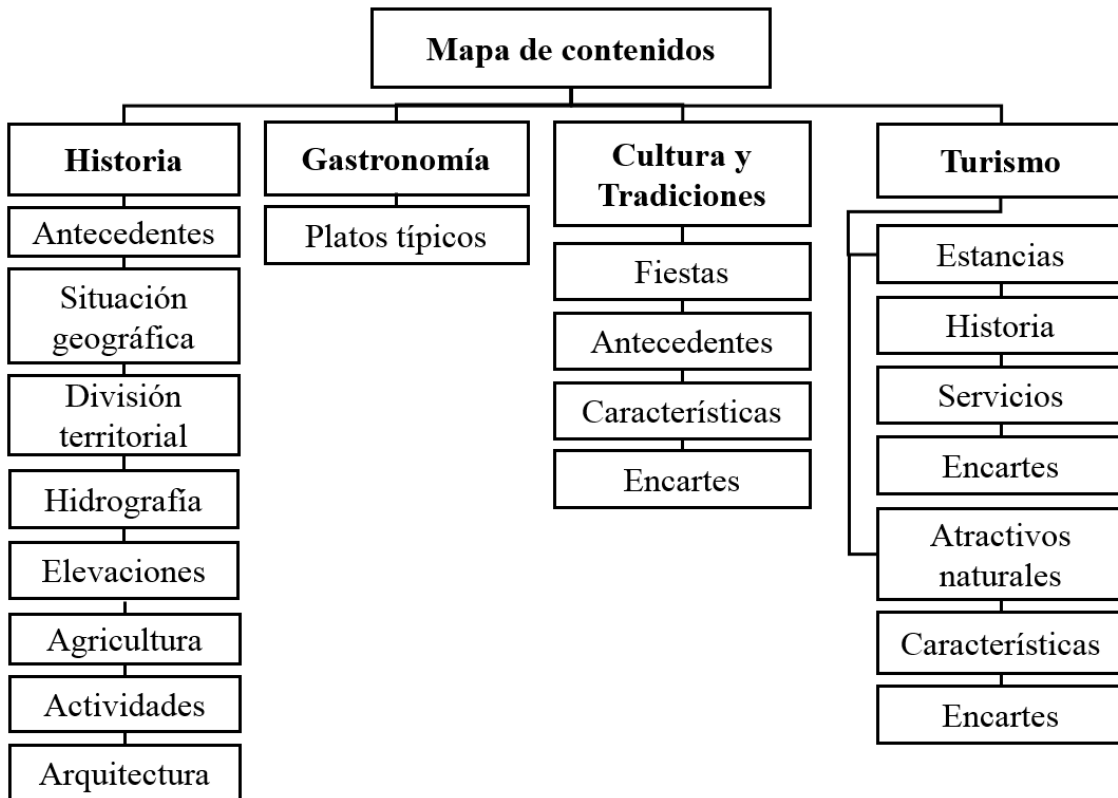 Mapa de contenidos
Historia
Antecedentes
Situación
geográfica
División
territorial
Hidrografía
Elevaciones
Agricultura
Actividades
Arquitectura
Gastronomía
Platos típicos
Cultura y
Tradiciones
Fiestas
Antecedentes
Características
Encartes
Turismo
Estancias
Historia
Servicios
Encartes
Atractivos
naturales
Características
Encartes